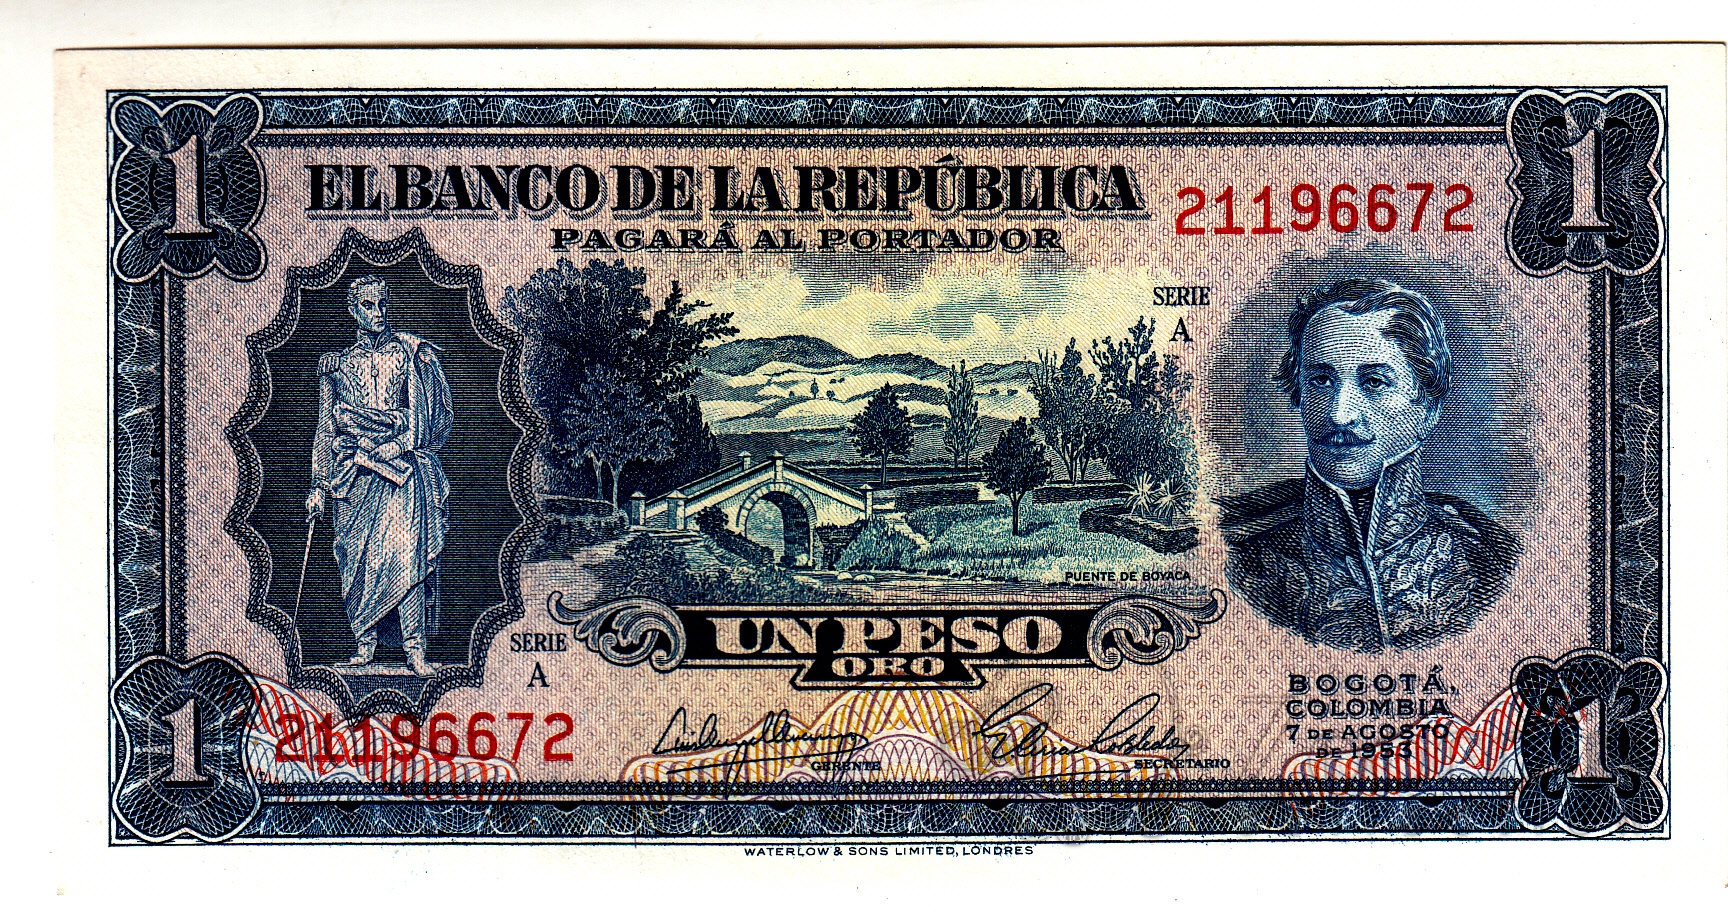 1
1
EL BANCO DE LA REPÚBLICA
21196672
PAGARÁ AL PORTADOR
SERIE
A
PUENTE DE BOYACA
UN PESO
ORO
SERIE
A
BOGOTÁ,
COLOMBIA
7 DE AGOSTO
DE 1953
21196672
GERENTE
SECRETARIO
1
1
WATERLOW & SONS LIMITED, LONDRES